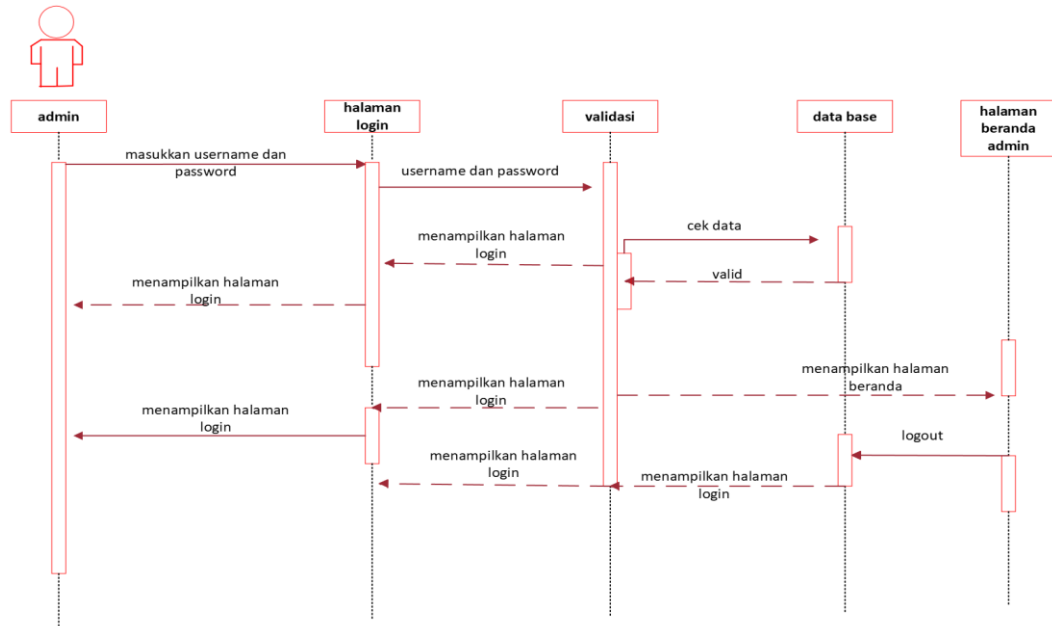 admin
halaman
login
validasi
data base
halaman
beranda
admin
masukkan username dan
password
username dan password
cek data
menampilkan halaman
login
valid
menampilkan halaman
login
menampilkan halaman
beranda
menampilkan halaman
login
menampilkan halaman
login
logout
menampilkan halaman
login
menampilkan halaman
login